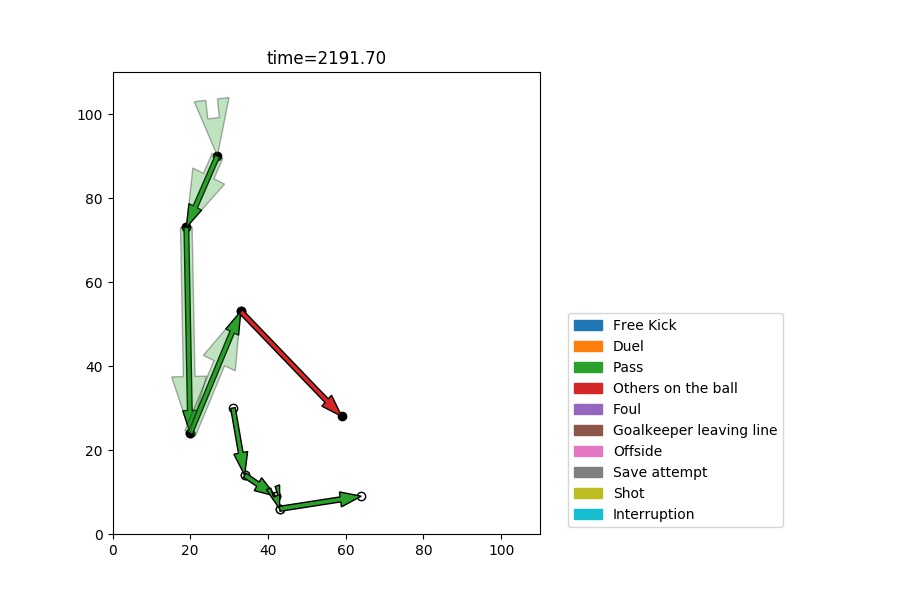 time=2191.70
100
80
60
40
20
0
0 20 40 60 80 100
Free Kick
Duel
Pass
Others on the ball
Foul
Goalkeeper leaving line
Offside
Save attempt
Shot
Interruption